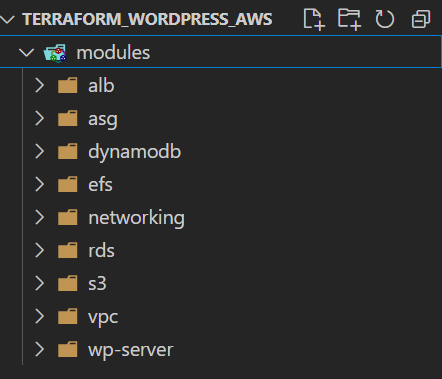 TERRAFORM_WORDPRESS_AWS
modules
alb
asg
dynamodb
efs
networking
rds
s3
vpc
wp-server